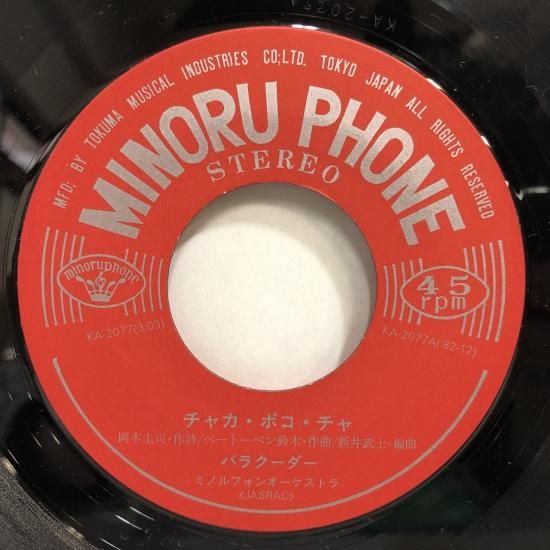 KA-2077A
MFD. BY TOKUMA MUSICAL INDUSTRIES CO;LTD. TOKYO JAPAN ALL RIGHTS RESERVED
MINORU PHONE
STEREO
minoruphone
45
rpm
KA-2077(3;03)
KA-2077A('82-12)
チャカ・ポコ・チャ
岡本圭司・作詩/ベートーベン鈴木・作曲/新井武士・編曲
バラクーダー
ミノルフォンオーケストラ
<JASRAC>